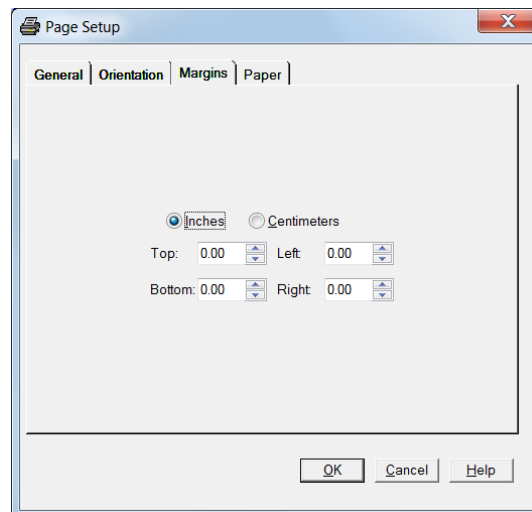 Page Setup
General Orientation Margins Paper
Inches Centimeters
Top: 0.00 Left: 0.00
Bottom: 0.00 Right: 0.00
OK Cancel Help